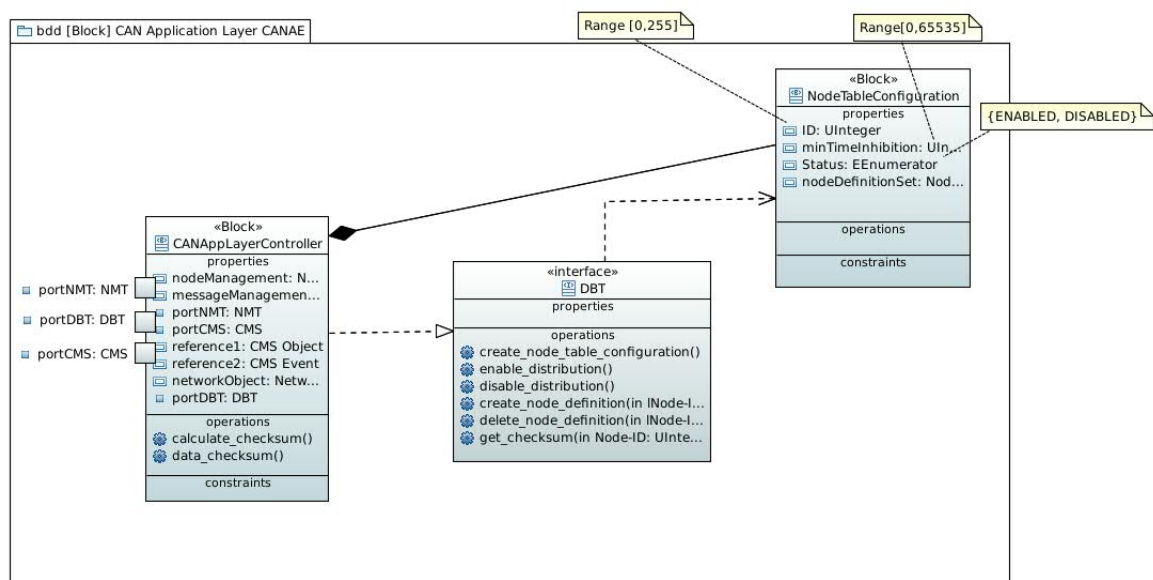 bdd [Block] CAN Application Layer CANAE
Range [0,255]
Range[0,65535]
{ENABLED, DISABLED}
«Block»
NodeTableConfiguration
properties
ID: UInteger
minTimeInhibition: UIn...
Status: EEnumerator
nodeDefinitionSet: Nod...
operations
constraints
«Block»
CANAppLayerController
properties
nodeManagement: N...
messageManagemen...
portNMT: NMT
portCMS: CMS
reference1: CMS Object
reference2: CMS Event
networkObject: Netw...
portDBT: DBT
operations
calculate_checksum()
data_checksum()
constraints
portNMT: NMT
portDBT: DBT
portCMS: CMS
«interface»
DBT
properties
operations
create_node_table_configuration()
enable_distribution()
disable_distribution()
create_node_definition(in lNode-I...
delete_node_definition(in lNode-I...
get_checksum(in Node-ID: UInte...